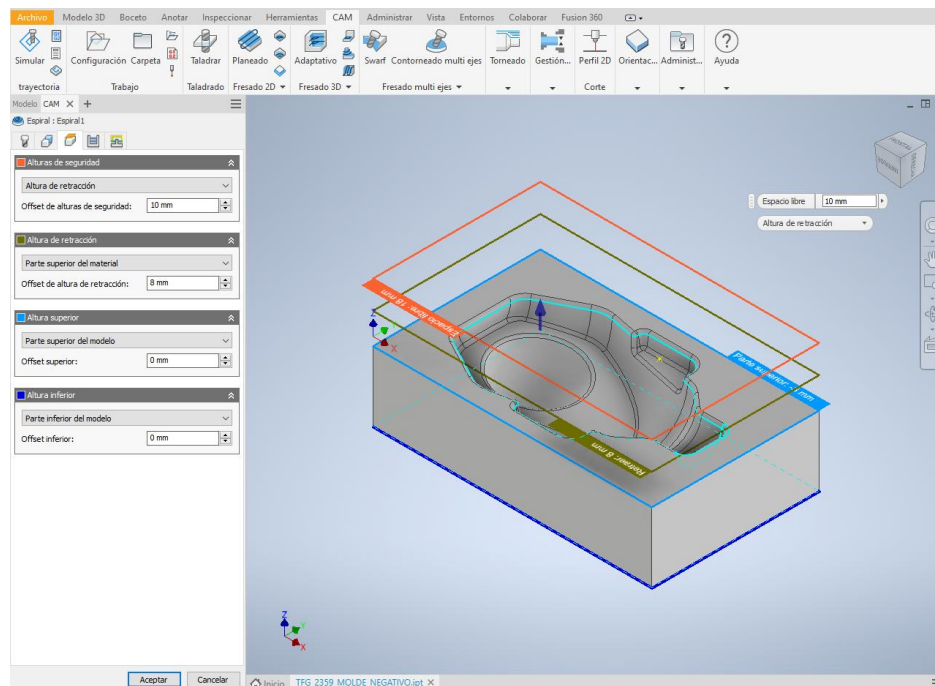 Archivo Modelo 3D Boceto Anotar Inspeccionar Herramientas CAM Administrar Vista Entornos Colaborar Fusion 360
Simular Configuración Carpeta Taladrar Planeado Adaptativo Swarf Contorneado multi ejes Torneado Gestión... Perfil 2D Orientac... Administ... Ayuda
trayectoria Trabajo Taladrado Fresado 2D Fresado 3D Fresado multi ejes Corte
Modelo CAM X +
Espiral : Espiral1
Alturas de seguridad
Altura de retracción
Offset de alturas de seguridad: 10 mm
Altura de retracción
Parte superior del material
Offset de altura de retracción: 8 mm
Altura superior
Parte superior del modelo
Offset superior: 0 mm
Altura inferior
Parte inferior del modelo
Offset inferior: 0 mm
Aceptar Cancelar
Espacio libre 10 mm
Altura de retracción
Espacio libre: 18 mm
Z
X
Retraer: 8 mm
Z
Y
X
Inicio TFG_2359_MOLDE NEGATIVO.ipt X